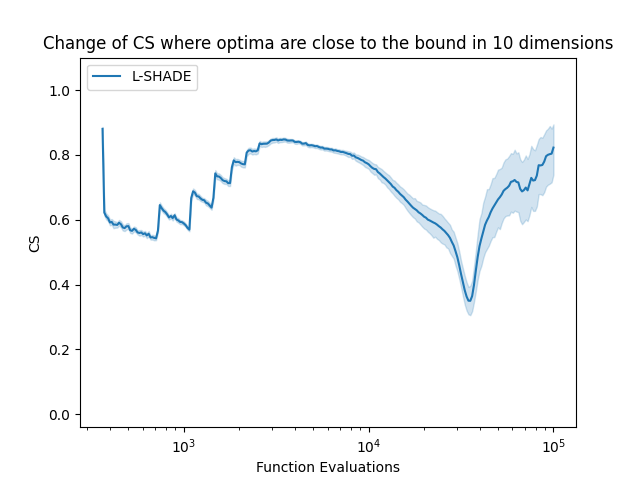 Change of CS where optima are close to the bound in 10 dimensions
L-SHADE
1.0
0.8
0.6
0.4
0.2
0.0
CS
10³
10⁴
10⁵
Function Evaluations